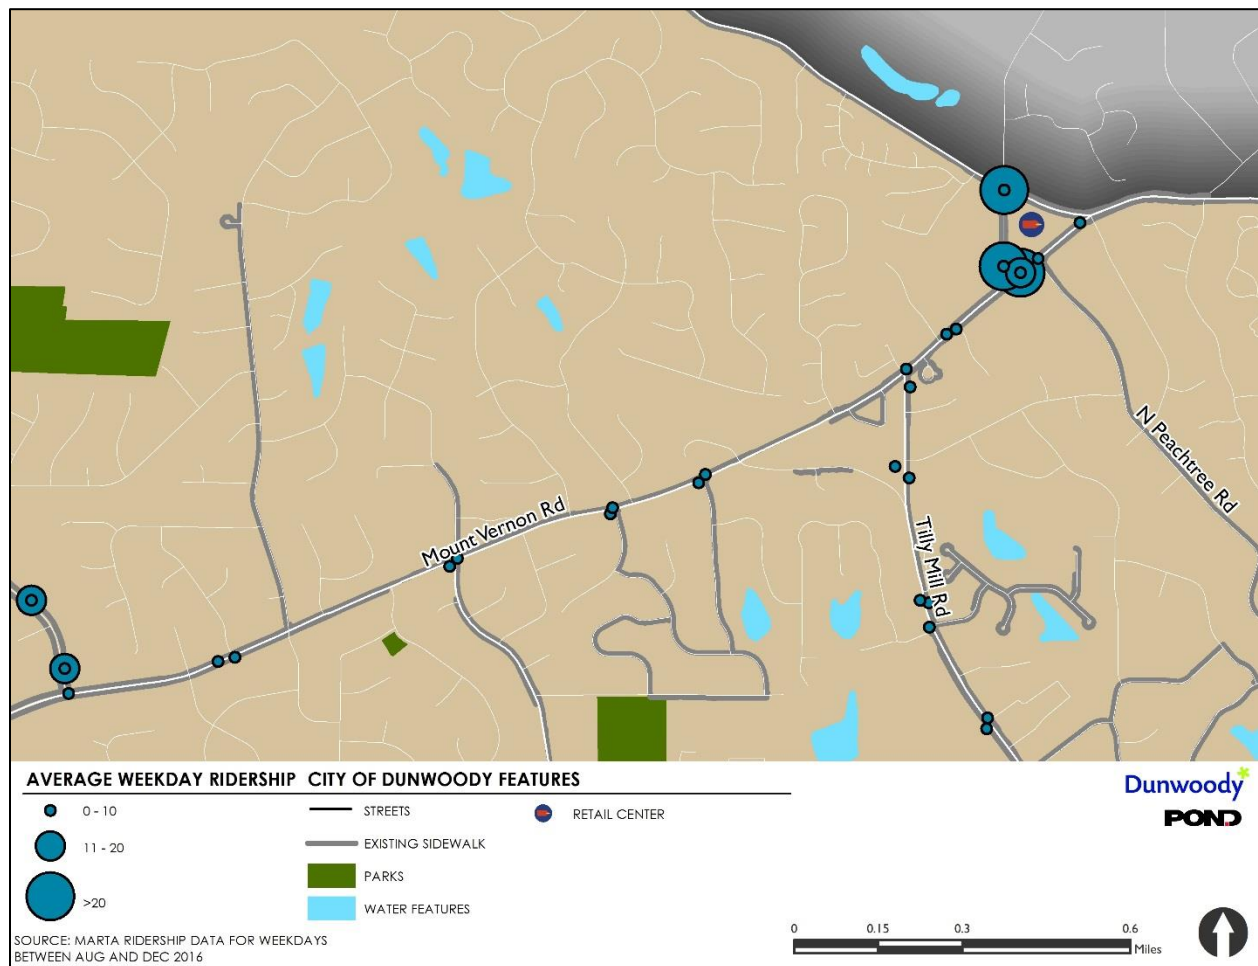 Mount Vernon Rd
N Peachtree Rd
Tilly Mill Rd
AVERAGE WEEKDAY RIDERSHIP
0 - 10
11 - 20
>20
SOURCE: MARTA RIDERSHIP DATA FOR WEEKDAYS
BETWEEN AUG AND DEC 2016
CITY OF DUNWOODY FEATURES
STREETS
EXISTING SIDEWALK
PARKS
WATER FEATURES
RETAIL CENTER
Dunwoody
POND
0 0.15 0.3 0.6
Miles